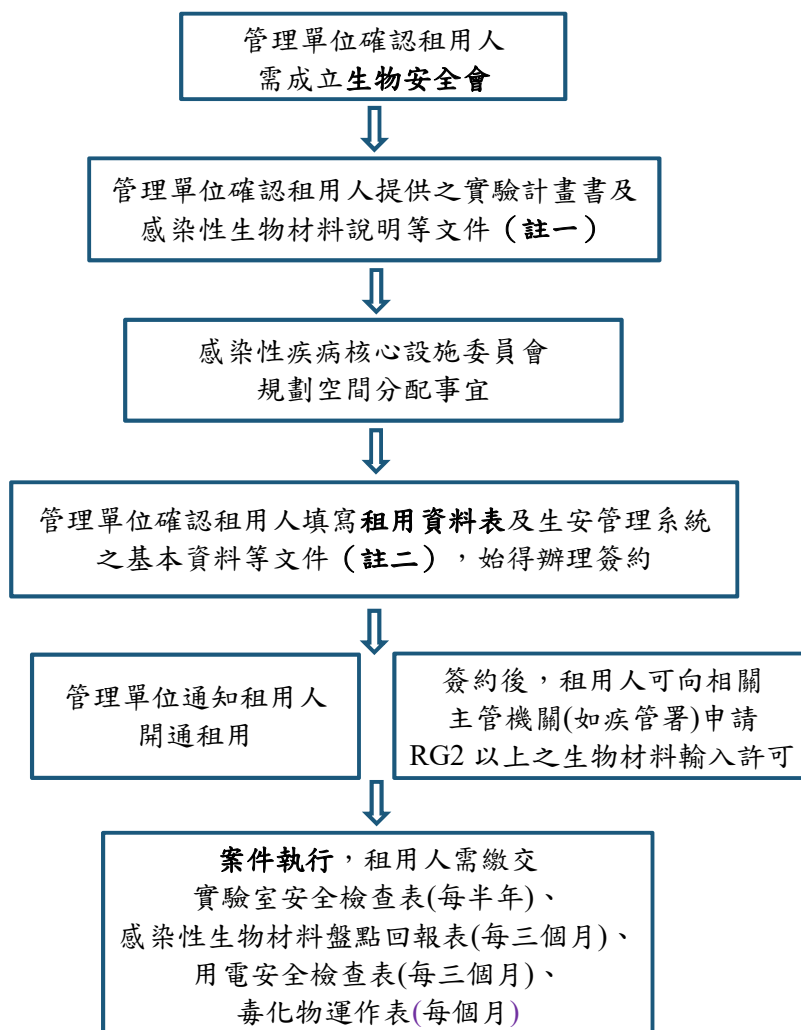 管理單位確認租用人
需成立生物安全會
管理單位確認租用人提供之實驗計畫書及
感染性生物材料說明等文件（註一）
感染性疾病核心設施委員會
規劃空間分配事宜
管理單位確認租用人填寫租用資料表及生安管理系統
之基本資料等文件（註二），始得辦理簽約
管理單位通知租用人
開通租用
簽約後，租用人可向相關
主管機關(如疾管署)申請
RG2 以上之生物材料輸入許可
案件執行，租用人需繳交
實驗室安全檢查表(每半年)、
感染性生物材料盤點回報表(每三個月)、
用電安全檢查表(每三個月)、
毒化物運作表(每個月)